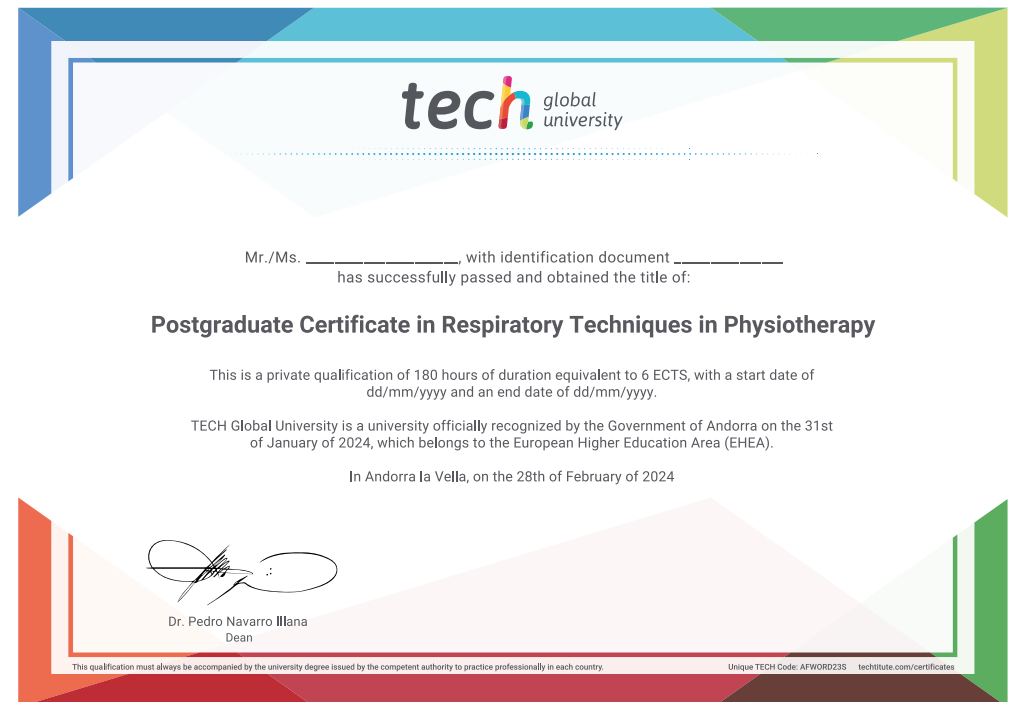 tech global
university
Mr./Ms. ____________________, with identification document ______________
has successfully passed and obtained the title of:
Postgraduate Certificate in Respiratory Techniques in Physiotherapy
This is a private qualification of 180 hours of duration equivalent to 6 ECTS, with a start date of
dd/mm/yyyy and an end date of dd/mm/yyyy.
TECH Global University is a university officially recognized by the Government of Andorra on the 31st
of January of 2024, which belongs to the European Higher Education Area (EHEA).
In Andorra la Vella, on the 28th of February of 2024
Dr. Pedro Navarro Illana
Dean
This qualification must always be accompanied by the university degree issued by the competent authority to practice professionally in each country.
Unique TECH Code: AFWORD23S techtitute.com/certificates